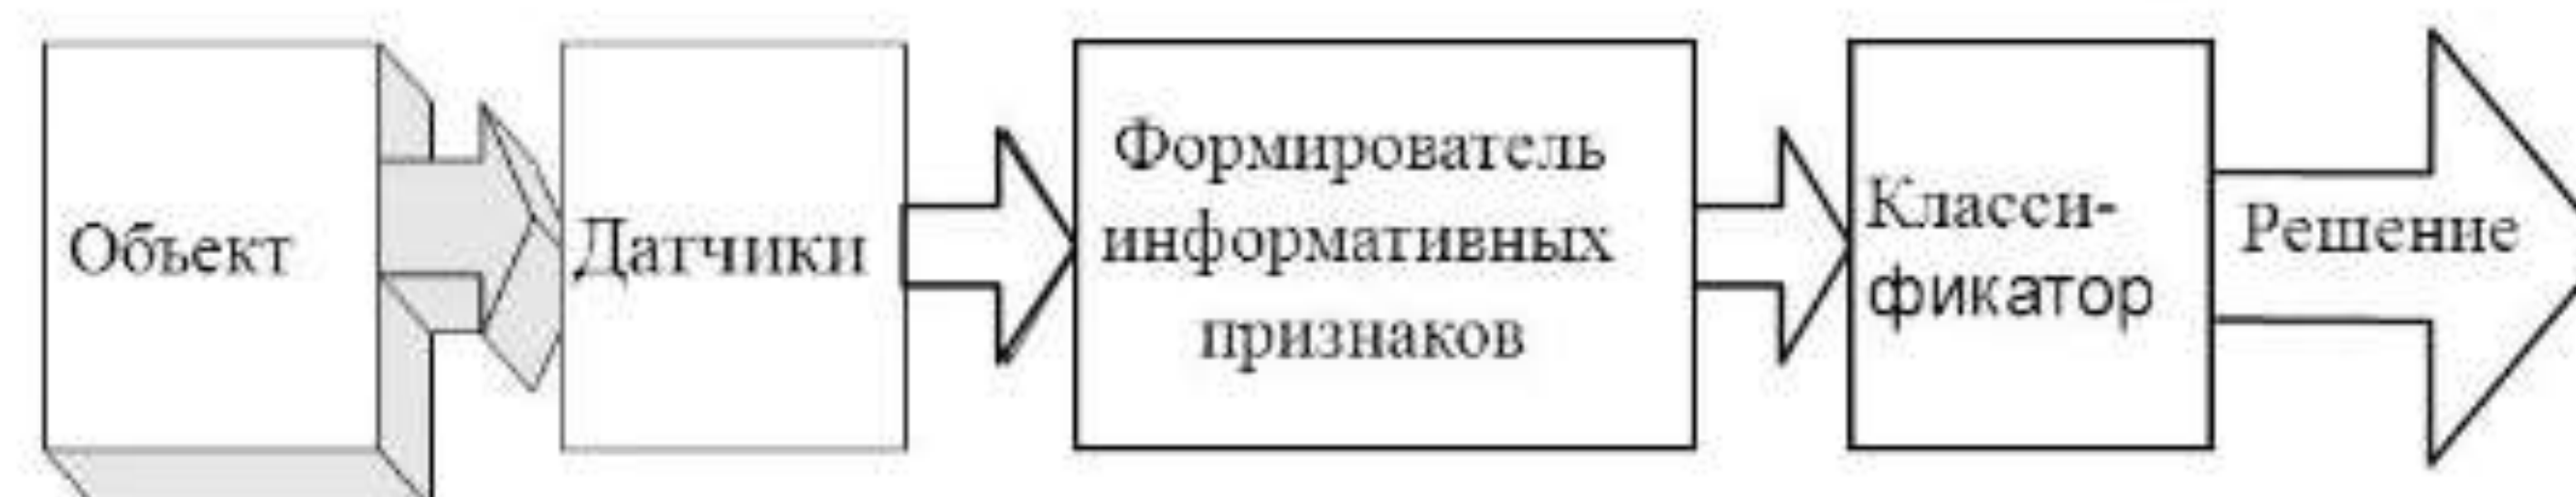 Объект
Датчики
Формирователь
информативных
признаков
Класси-
фикатор
Решение